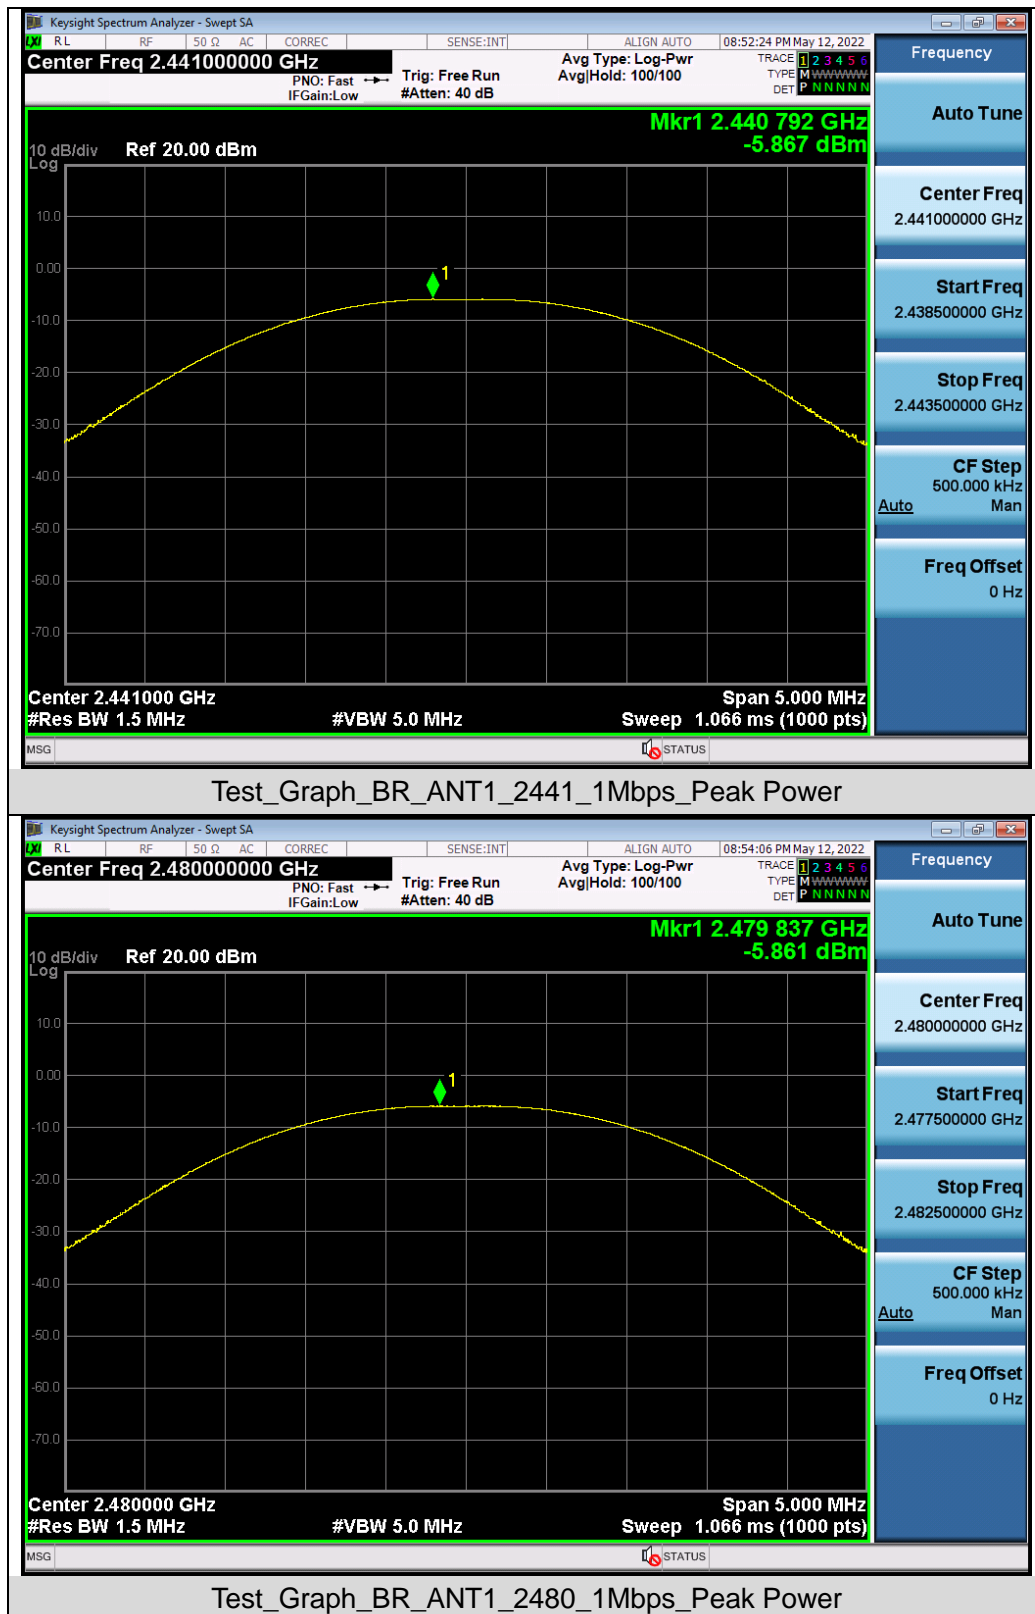 Keysight Spectrum Analyzer - Swept SA
LXI RL RF 50 Ω AC CORREC SENSE:INT ALIGN AUTO 08:52:24 PM May 12, 2022
Center Freq 2.441000000 GHz
PNO: Fast
IFGain:Low
Trig: Free Run
#Atten: 40 dB
Avg Type: Log-Pwr
Avg|Hold: 100/100
TRACE 1 2 3 4 5 6
TYPE M WWWWW
DET P N N N N N
Mkr1 2.440 792 GHz
-5.867 dBm
10 dB/div Ref 20.00 dBm
Log
10.0
0.00
1
-10.0
-20.0
-30.0
-40.0
-50.0
-60.0
-70.0
Center 2.441000 GHz Span 5.000 MHz
#Res BW 1.5 MHz #VBW 5.0 MHz Sweep 1.066 ms (1000 pts)
MSG STATUS
Frequency
Auto Tune
Center Freq
2.441000000 GHz
Start Freq
2.438500000 GHz
Stop Freq
2.443500000 GHz
CF Step
500.000 kHz
Auto Man
Freq Offset
0 Hz
Test_Graph_BR_ANT1_2441_1Mbps_Peak Power
Keysight Spectrum Analyzer - Swept SA
LXI RL RF 50 Ω AC CORREC SENSE:INT ALIGN AUTO 08:54:06 PM May 12, 2022
Center Freq 2.480000000 GHz
PNO: Fast
IFGain:Low
Trig: Free Run
#Atten: 40 dB
Avg Type: Log-Pwr
Avg|Hold: 100/100
TRACE 1 2 3 4 5 6
TYPE M WWWWW
DET P N N N N N
Mkr1 2.479 837 GHz
-5.861 dBm
10 dB/div Ref 20.00 dBm
Log
10.0
0.00
1
-10.0
-20.0
-30.0
-40.0
-50.0
-60.0
-70.0
Center 2.480000 GHz Span 5.000 MHz
#Res BW 1.5 MHz #VBW 5.0 MHz Sweep 1.066 ms (1000 pts)
MSG STATUS
Frequency
Auto Tune
Center Freq
2.480000000 GHz
Start Freq
2.477500000 GHz
Stop Freq
2.482500000 GHz
CF Step
500.000 kHz
Auto Man
Freq Offset
0 Hz
Test_Graph_BR_ANT1_2480_1Mbps_Peak Power